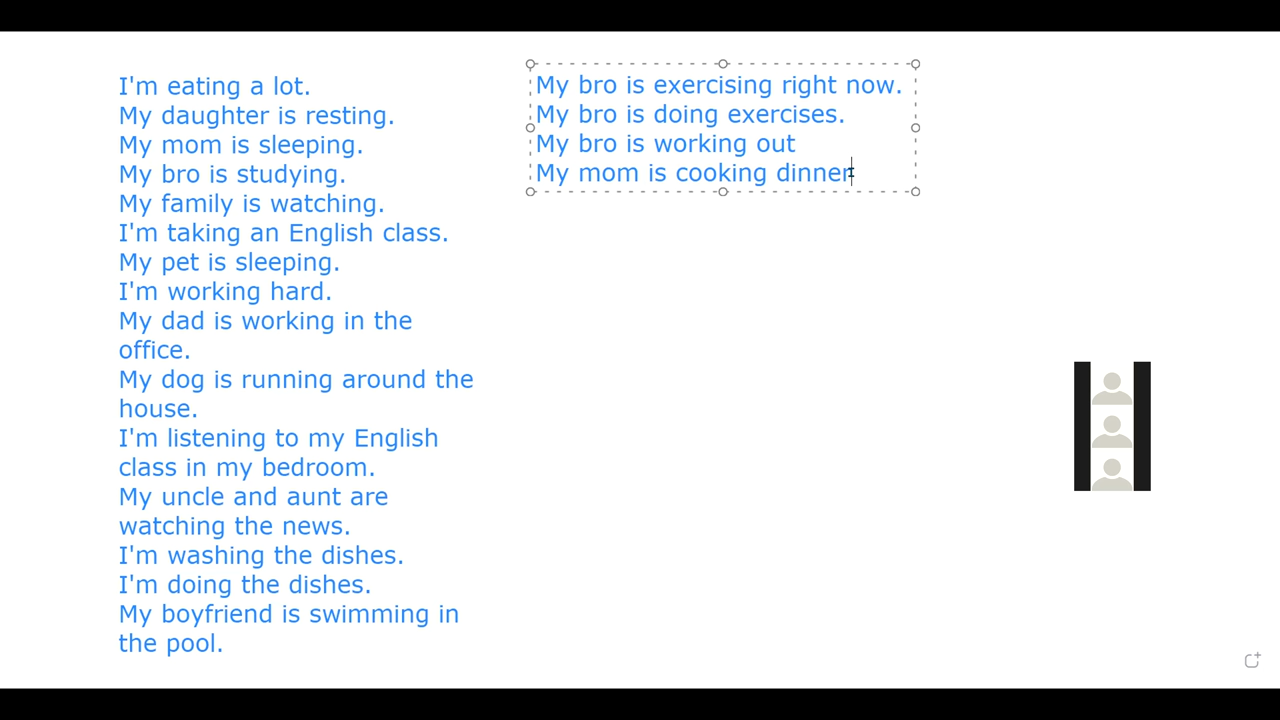 I'm eating a lot.
My daughter is resting.
My mom is sleeping.
My bro is studying.
My family is watching.
I'm taking an English class.
My pet is sleeping.
I'm working hard.
My dad is working in the
office.
My dog is running around the
house.
I'm listening to my English
class in my bedroom.
My uncle and aunt are
watching the news.
I'm washing the dishes.
I'm doing the dishes.
My boyfriend is swimming in
the pool.
My bro is exercising right now.
My bro is doing exercises.
My bro is working out
My mom is cooking dinner